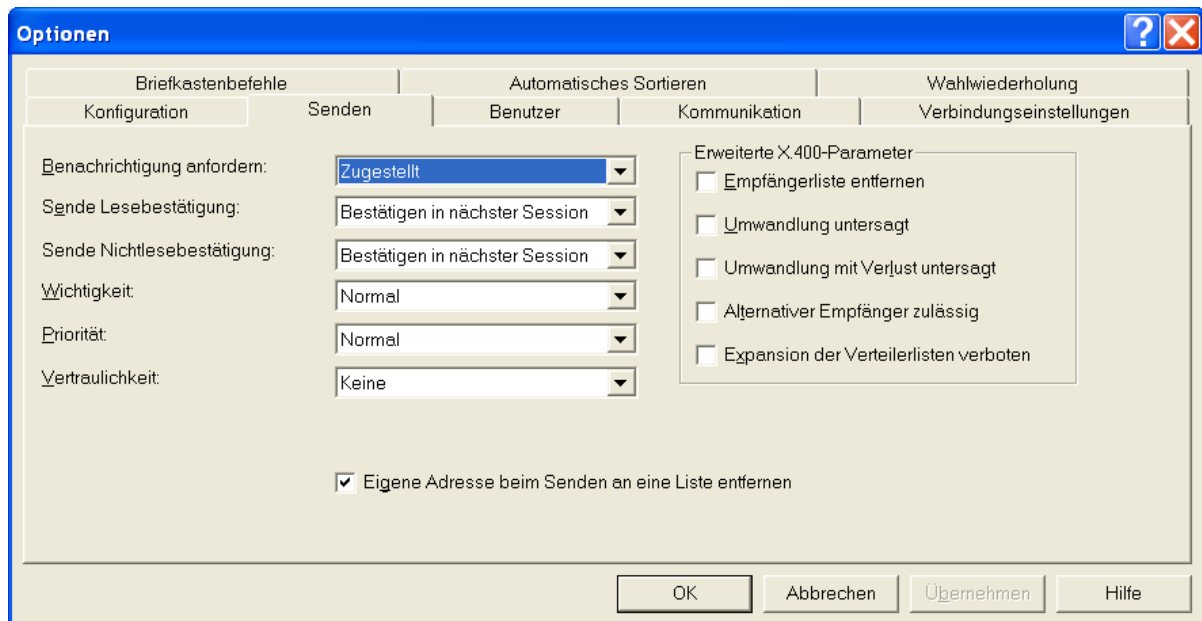 Optionen
Briefkastenbefehle Automatisches Sortieren Wahlwiederholung
Konfiguration Senden Benutzer Kommunikation Verbindungseinstellungen
Benachrichtigung anfordern: Zugestellt
Sende Lesebestätigung: Bestätigen in nächster Session
Sende Nichtlesebestätigung: Bestätigen in nächster Session
Wichtigkeit: Normal
Priorität: Normal
Vertraulichkeit: Keine
Erweiterte X.400-Parameter
Empfängerliste entfernen
Umwandlung untersagt
Umwandlung mit Verlust untersagt
Alternativer Empfänger zulässig
Expansion der Verteilerlisten verboten
Eigene Adresse beim Senden an eine Liste entfernen
OK Abbrechen Übernehmen Hilfe